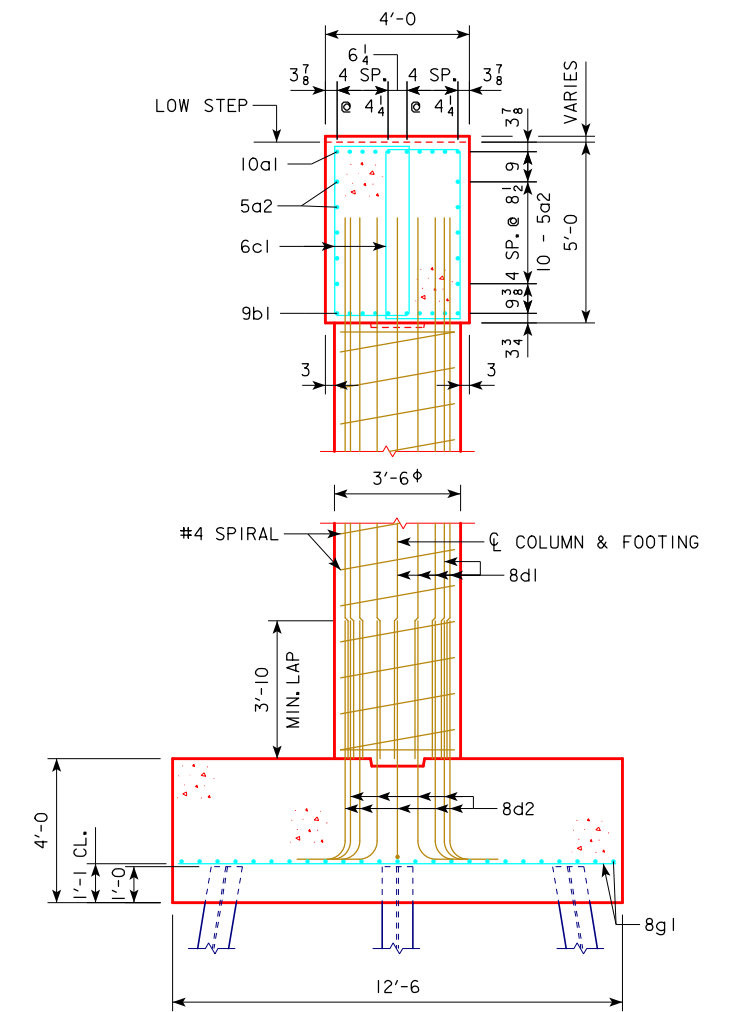 4'-0
6 1/4
3 7/8
4 SP.
@ 4 1/4
4 SP.
@ 4 1/4
3 7/8
VARIES
LOW STEP
3 7/8
10a1
9
5a2
4 SP. @ 8 1/2
10 - 5a2
5'-0
6c1
9 3/8
9b1
3 3/4
3
3
3'-6ϕ
#4 SPIRAL
℄ COLUMN & FOOTING
8d1
3'-10
MIN. LAP
8d2
4'-0
1'-1 CL.
1'-0
8g1
12'-6